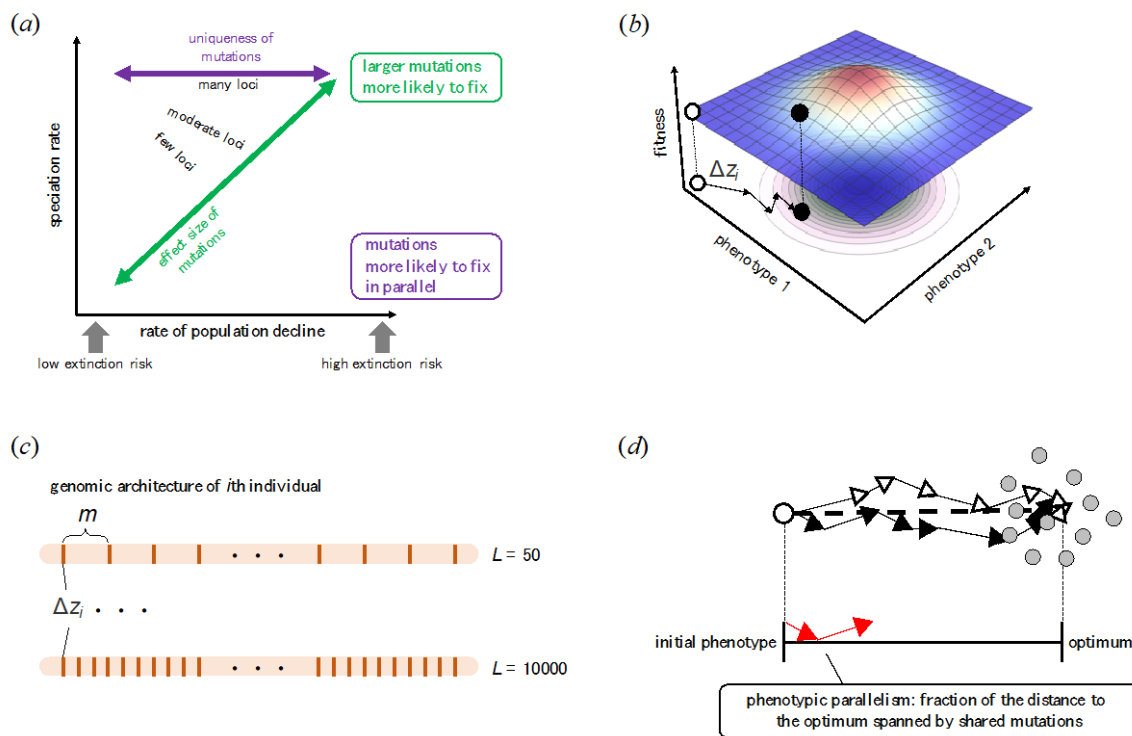 (a)
uniqueness of
mutations
many loci
moderate loci
few loci
effect size of
mutations
larger mutations
more likely to fix
mutations
more likely to fix
in parallel
speciation rate
rate of population decline
low extinction risk
high extinction risk
(b)
fitness
Δzi
phenotype 1
phenotype 2
(c)
genomic architecture of ith individual
m
L = 50
Δzi
L = 10000
(d)
initial phenotype
optimum
phenotypic parallelism: fraction of the distance to
the optimum spanned by shared mutations